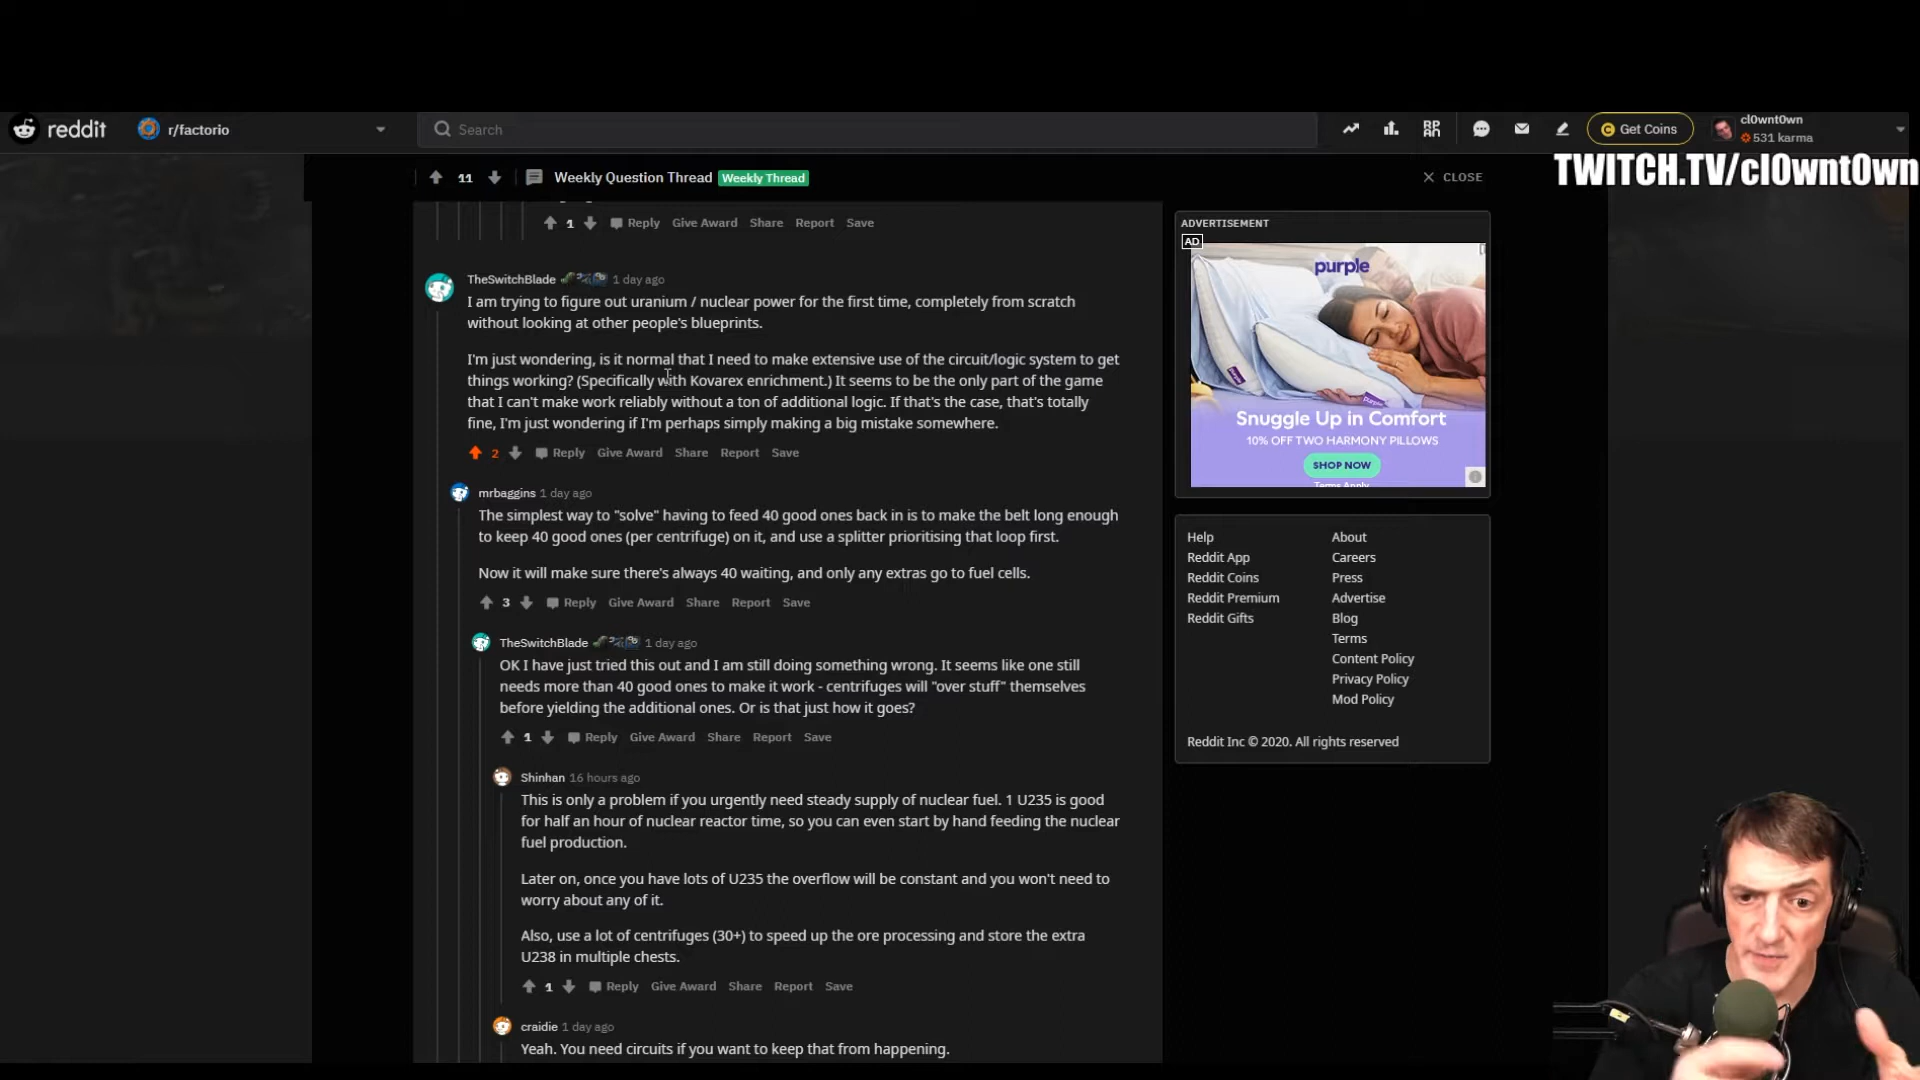 reddit
r/factorio
Search
Get Coins
cl0wnt0wn
531 karma
TWITCH.TV/cl0wnt0wn
11
Weekly Question Thread
Weekly Thread
CLOSE
1 Reply Give Award Share Report Save
TheSwitchBlade 1 day ago
I am trying to figure out uranium / nuclear power for the first time, completely from scratch
without looking at other people's blueprints.
I'm just wondering, is it normal that I need to make extensive use of the circuit/logic system to get
things working? (Specifically with Kovarex enrichment.) It seems to be the only part of the game
that I can't make work reliably without a ton of additional logic. If that's the case, that's totally
fine, I'm just wondering if I'm perhaps simply making a big mistake somewhere.
2 Reply Give Award Share Report Save
mrbaggins 1 day ago
The simplest way to "solve" having to feed 40 good ones back in is to make the belt long enough
to keep 40 good ones (per centrifuge) on it, and use a splitter prioritising that loop first.
Now it will make sure there's always 40 waiting, and only any extras go to fuel cells.
3 Reply Give Award Share Report Save
TheSwitchBlade 1 day ago
OK I have just tried this out and I am still doing something wrong. It seems like one still
needs more than 40 good ones to make it work - centrifuges will "over stuff" themselves
before yielding the additional ones. Or is that just how it goes?
1 Reply Give Award Share Report Save
Shinhan 16 hours ago
This is only a problem if you urgently need steady supply of nuclear fuel. 1 U235 is good
for half an hour of nuclear reactor time, so you can even start by hand feeding the nuclear
fuel production.
Later on, once you have lots of U235 the overflow will be constant and you won't need to
worry about any of it.
Also, use a lot of centrifuges (30+) to speed up the ore processing and store the extra
U238 in multiple chests.
1 Reply Give Award Share Report Save
craidie 1 day ago
Yeah. You need circuits if you want to keep that from happening.
ADVERTISEMENT
AD
purple
Snuggle Up in Comfort
10% OFF TWO HARMONY PILLOWS
SHOP NOW
Terms Apply
Help About
Reddit App Careers
Reddit Coins Press
Reddit Premium Advertise
Reddit Gifts Blog
Terms
Content Policy
Privacy Policy
Mod Policy
Reddit Inc © 2020. All rights reserved